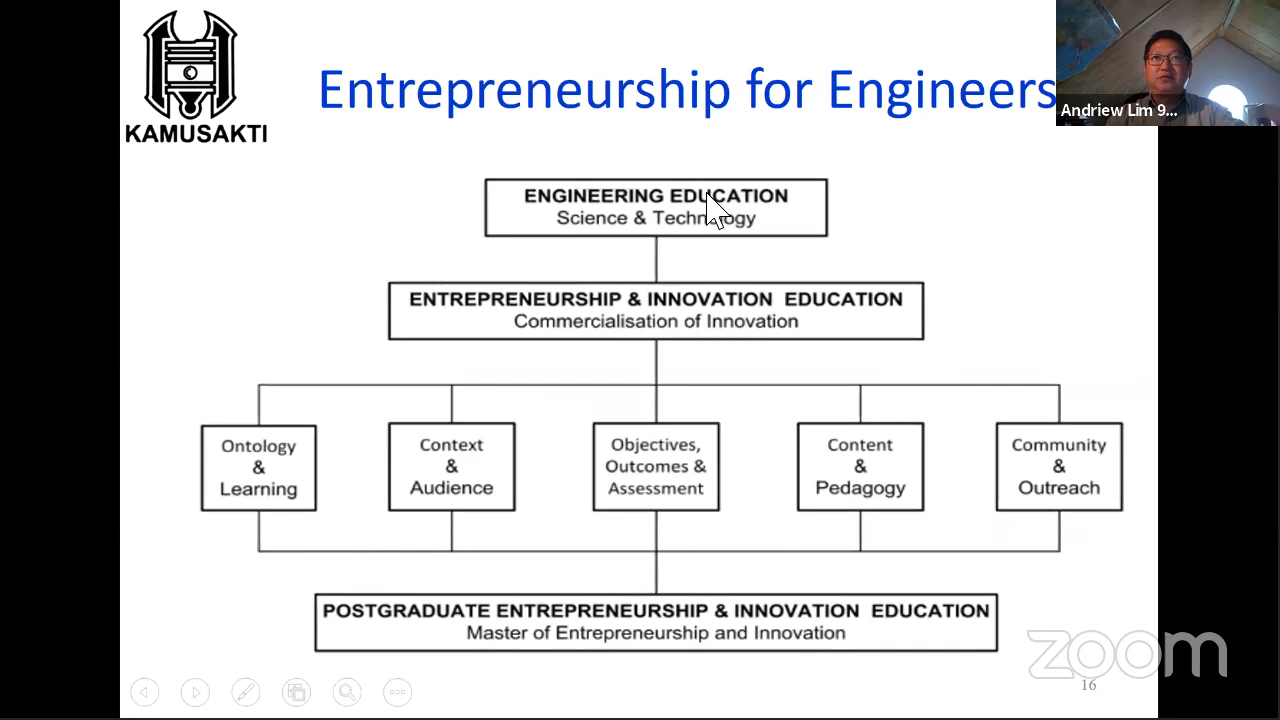 KAMUSAKTI
Entrepreneurship for Engineers
Andriew Lim 9...
ENGINEERING EDUCATION
Science & Technology
ENTREPRENEURSHIP & INNOVATION EDUCATION
Commercialisation of Innovation
Ontology
&
Learning
Context
&
Audience
Objectives,
Outcomes &
Assessment
Content
&
Pedagogy
Community
&
Outreach
POSTGRADUATE ENTREPRENEURSHIP & INNOVATION EDUCATION
Master of Entrepreneurship and Innovation
zoom
16